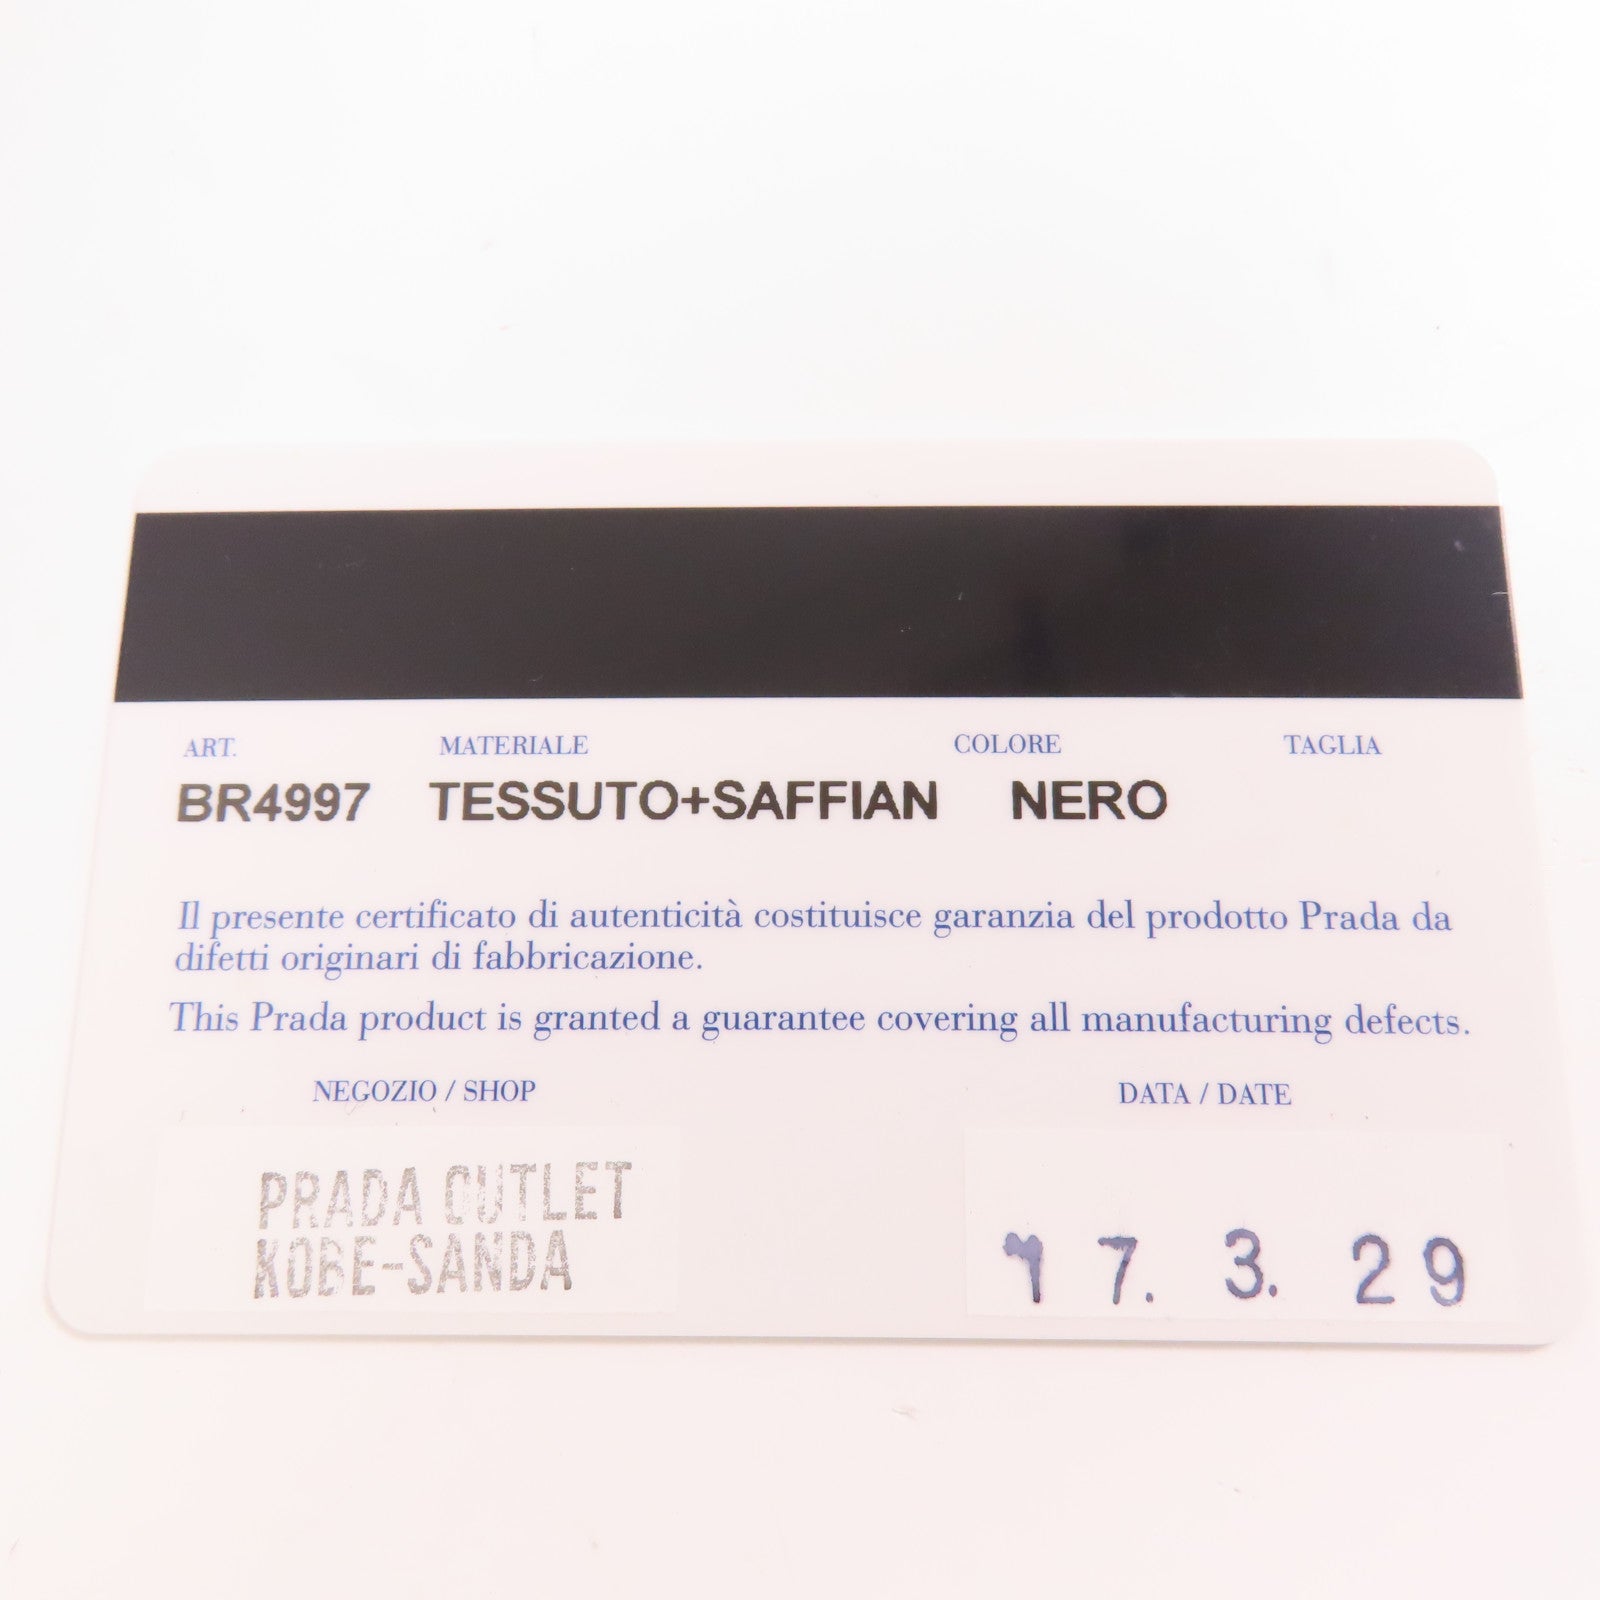 ART. MATERIALE COLORE TAGLIA
BR4997 TESSUTO+SAFFIAN NERO
Il presente certificato di autenticità costituisce garanzia del prodotto Prada da
difetti originari di fabbricazione.
This Prada product is granted a guarantee covering all manufacturing defects.
NEGOZIO / SHOP DATA / DATE
PRADA OUTLET
KOBE-SANDA
17. 3. 29